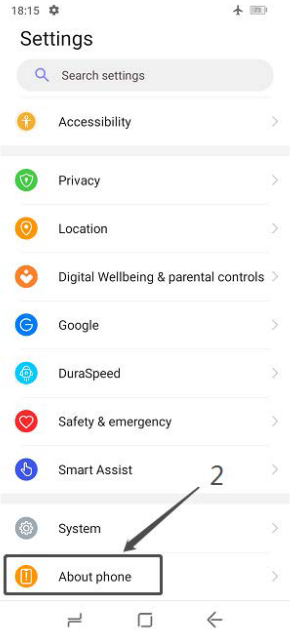 18:15
Settings
Search settings
Accessibility
Privacy
Location
Digital Wellbeing & parental controls
Google
DuraSpeed
Safety & emergency
Smart Assist
2
System
About phone